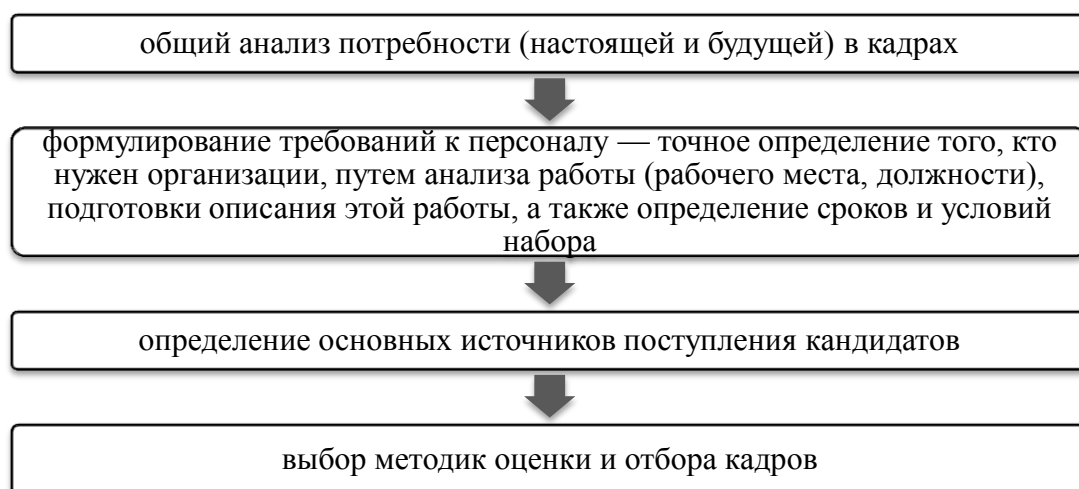 общий анализ потребности (настоящей и будущей) в кадрах
формулирование требований к персоналу — точное определение того, кто
нужен организации, путем анализа работы (рабочего места, должности),
подготовки описания этой работы, а также определение сроков и условий
набора
определение основных источников поступления кандидатов
выбор методик оценки и отбора кадров